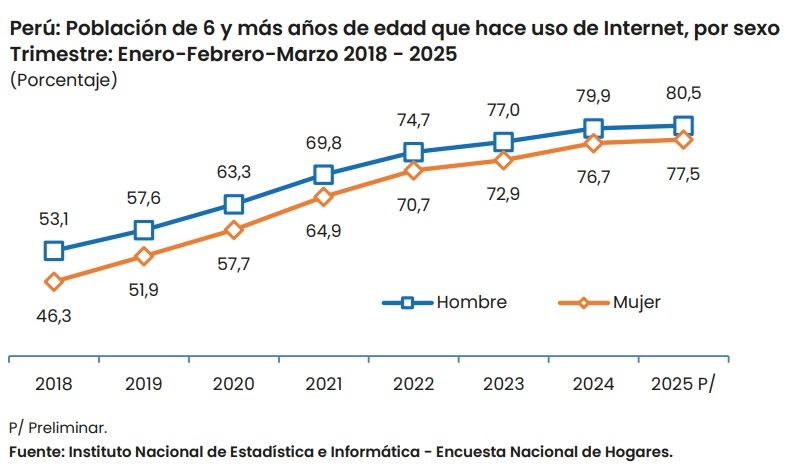 Perú: Población de 6 y más años de edad que hace uso de Internet, por sexo
Trimestre: Enero-Febrero-Marzo 2018 - 2025
(Porcentaje)
53,1 57,6 63,3 69,8 74,7 77,0 79,9 80,5
46,3 51,9 57,7 64,9 70,7 72,9 76,7 77,5
Hombre Mujer
2018 2019 2020 2021 2022 2023 2024 2025 P/
P/ Preliminar.
Fuente: Instituto Nacional de Estadística e Informática - Encuesta Nacional de Hogares.